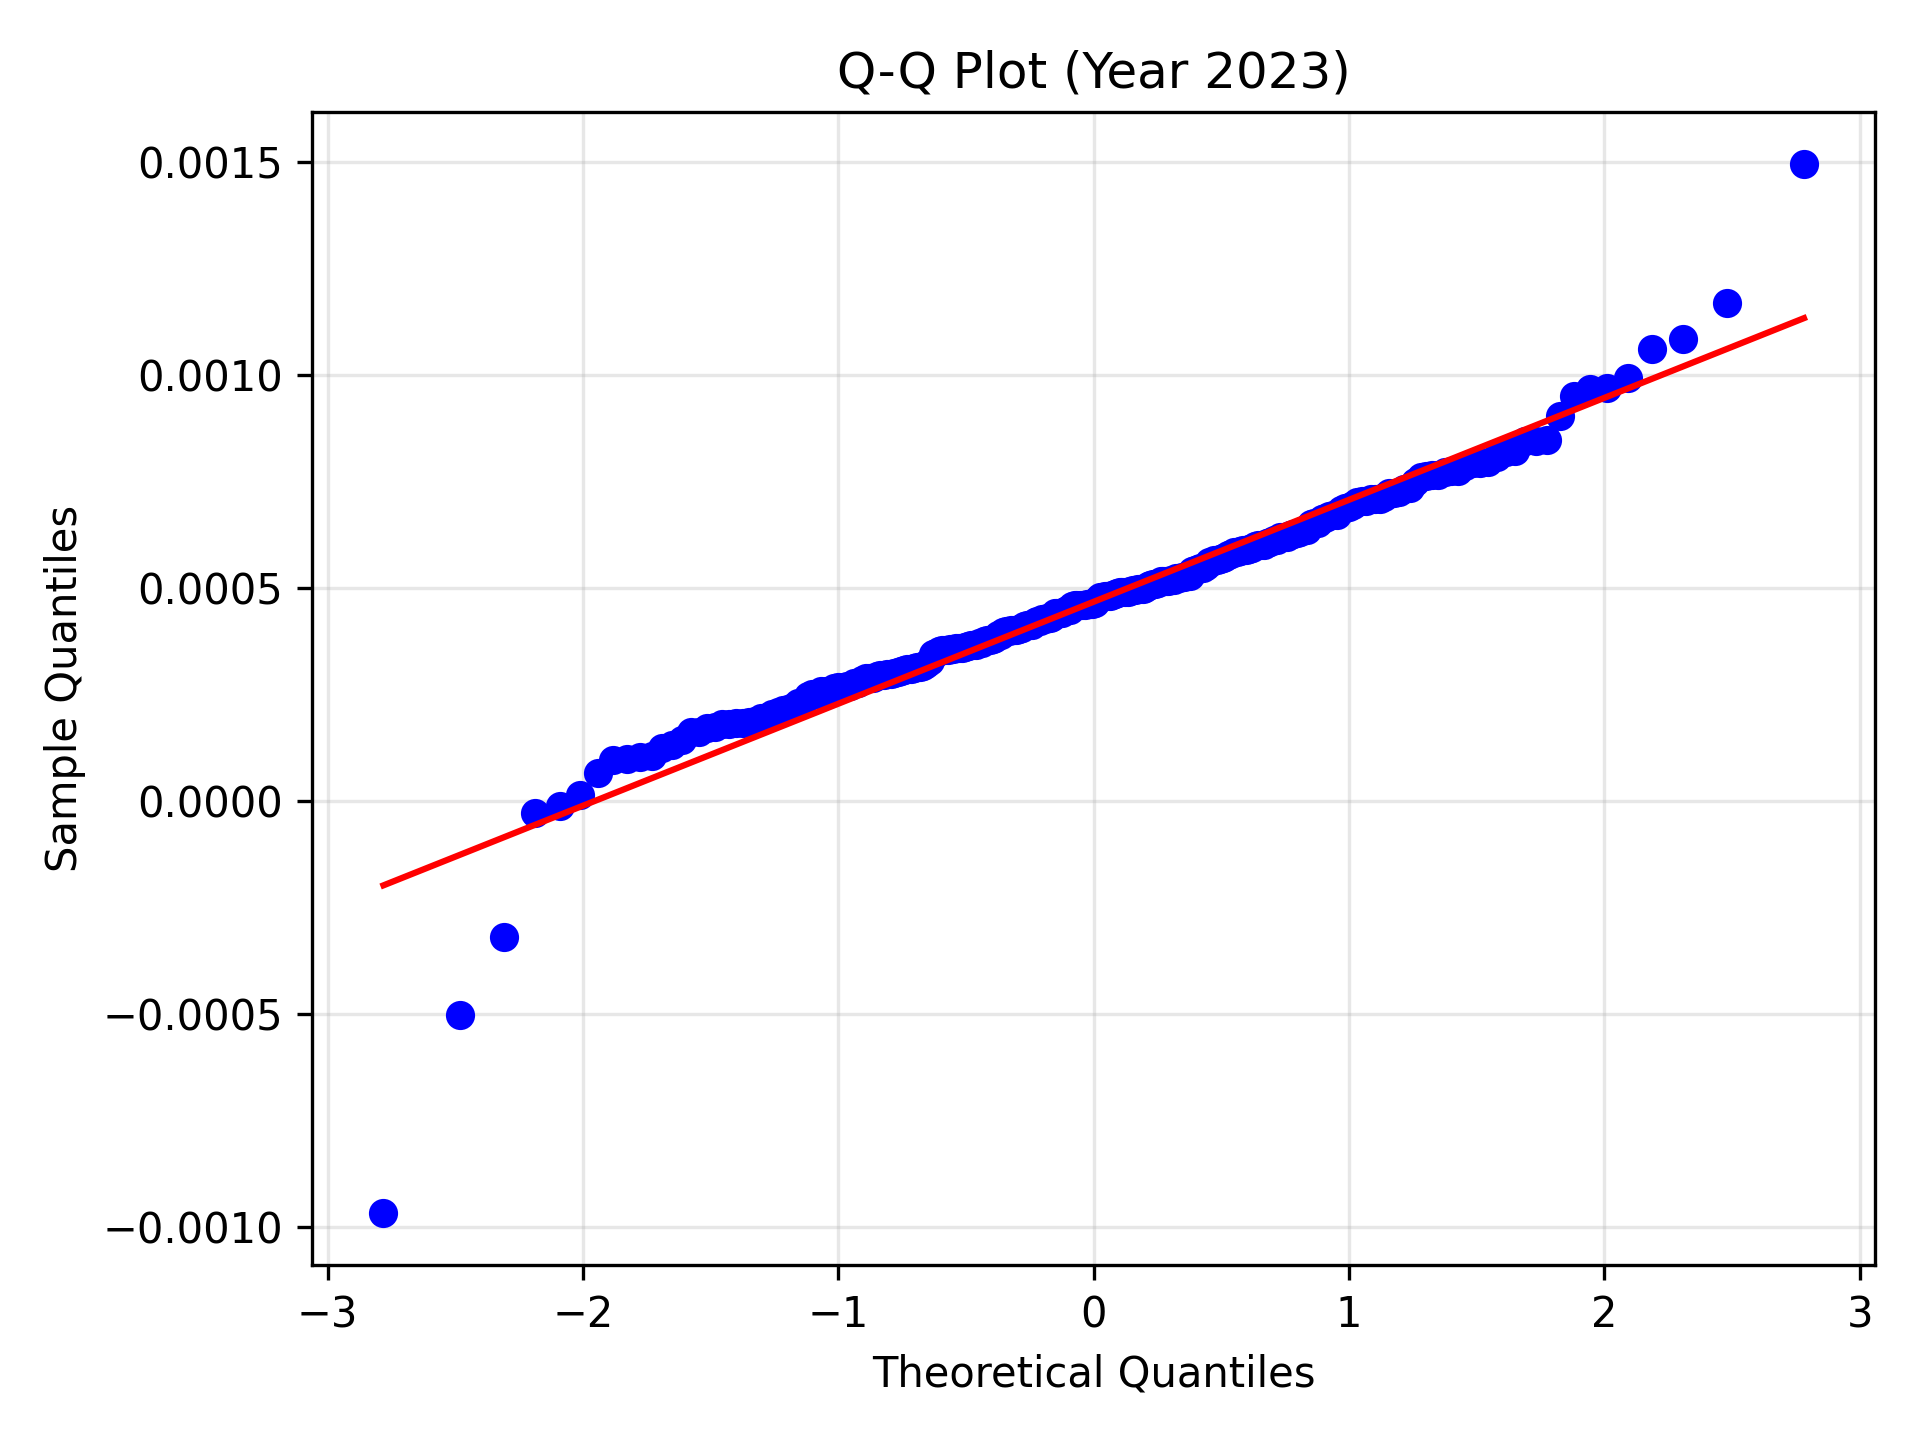 Q-Q Plot (Year 2023)
0.0015
0.0010
0.0005
0.0000
−0.0005
−0.0010
Sample Quantiles
−3 −2 −1 0 1 2 3
Theoretical Quantiles